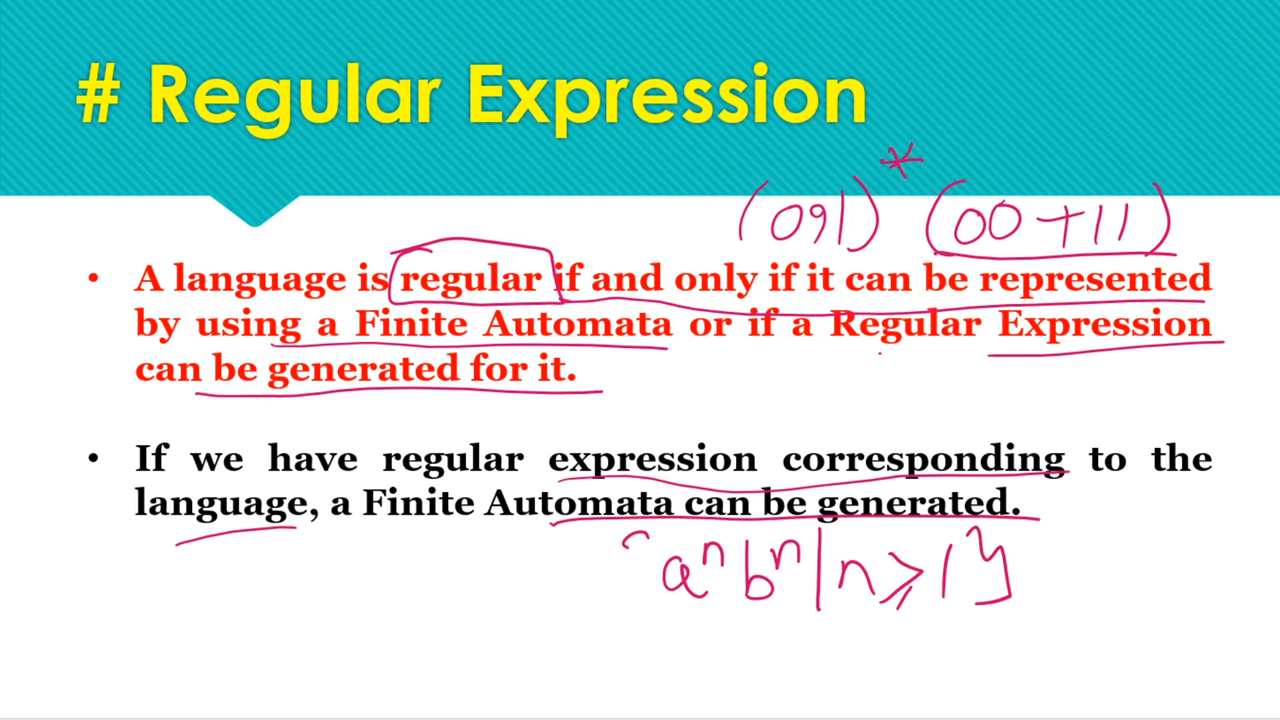 # Regular Expression
(0,1)* (00+11)
• A language is regular if and only if it can be represented
by using a Finite Automata or if a Regular Expression
can be generated for it.
• If we have regular expression corresponding to the
language, a Finite Automata can be generated.
{aⁿbⁿ|n⩾1}